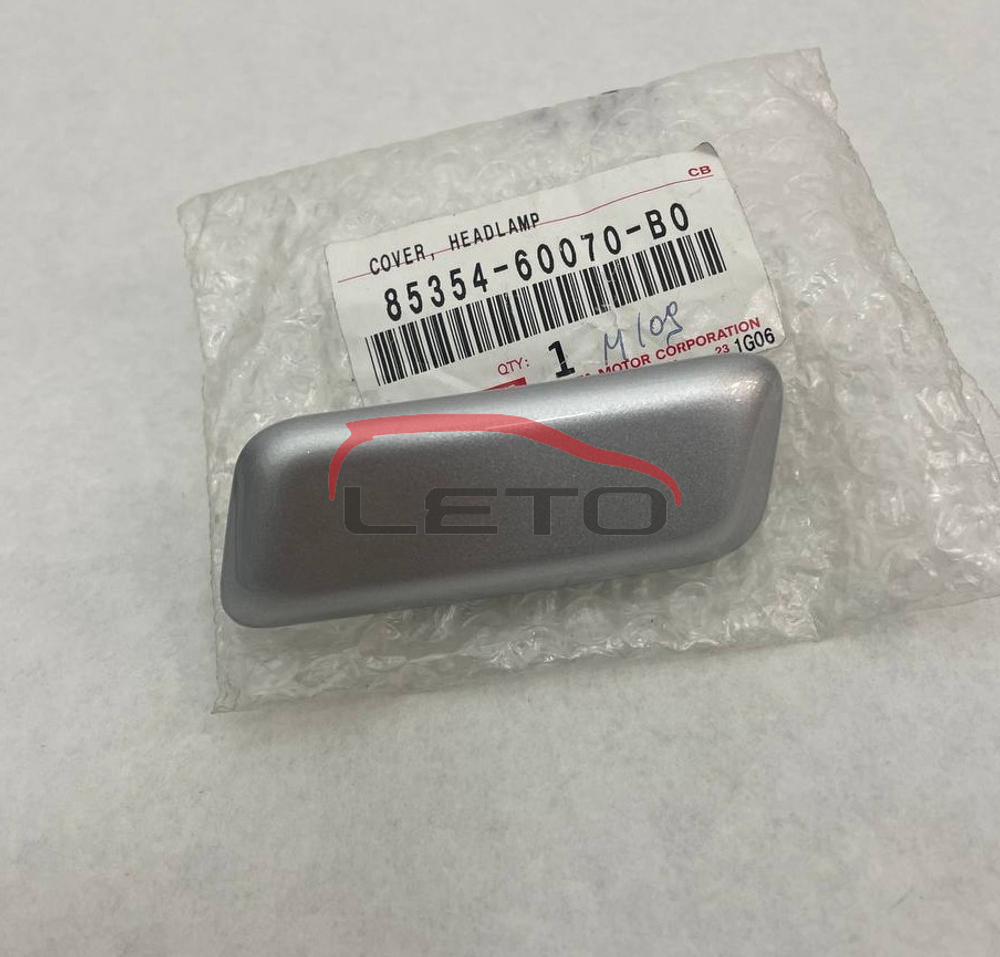 CB
COVER, HEADLAMP
85354-60070-B0
QTY: 1
M109
MOTOR CORPORATION
23 1G06
LETO